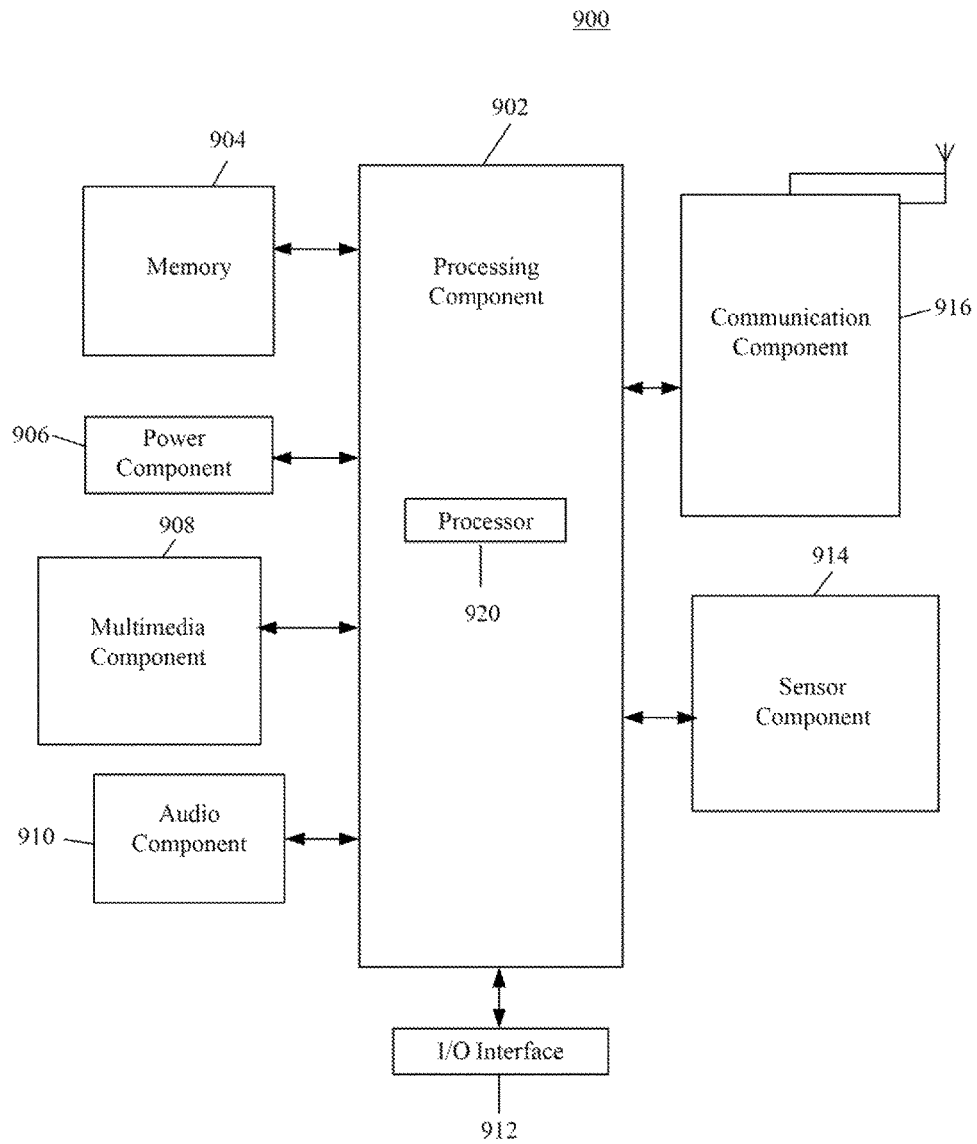 900
902
904
Memory
Processing
Component
Communication
Component
916
906
Power
Component
Processor
920
908
Multimedia
Component
914
Sensor
Component
910
Audio
Component
I/O Interface
912